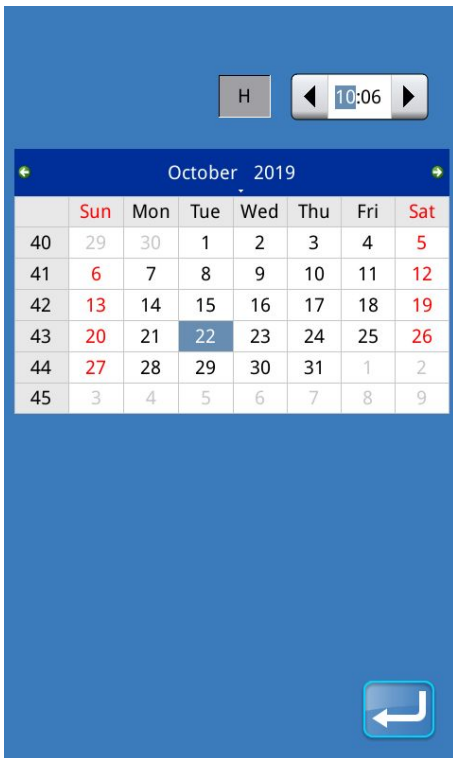 H 10:06
October 2019
Sun Mon Tue Wed Thu Fri Sat
40 29 30 1 2 3 4 5
41 6 7 8 9 10 11 12
42 13 14 15 16 17 18 19
43 20 21 22 23 24 25 26
44 27 28 29 30 31 1 2
45 3 4 5 6 7 8 9